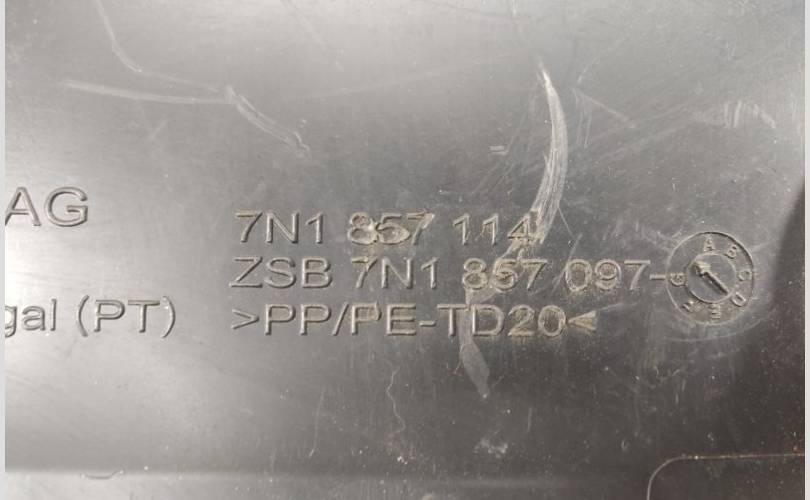 AG
7N1 857 114
ZSB 7N1 857 097-
gal (PT)
>PP/PE-TD20<
A B C D E